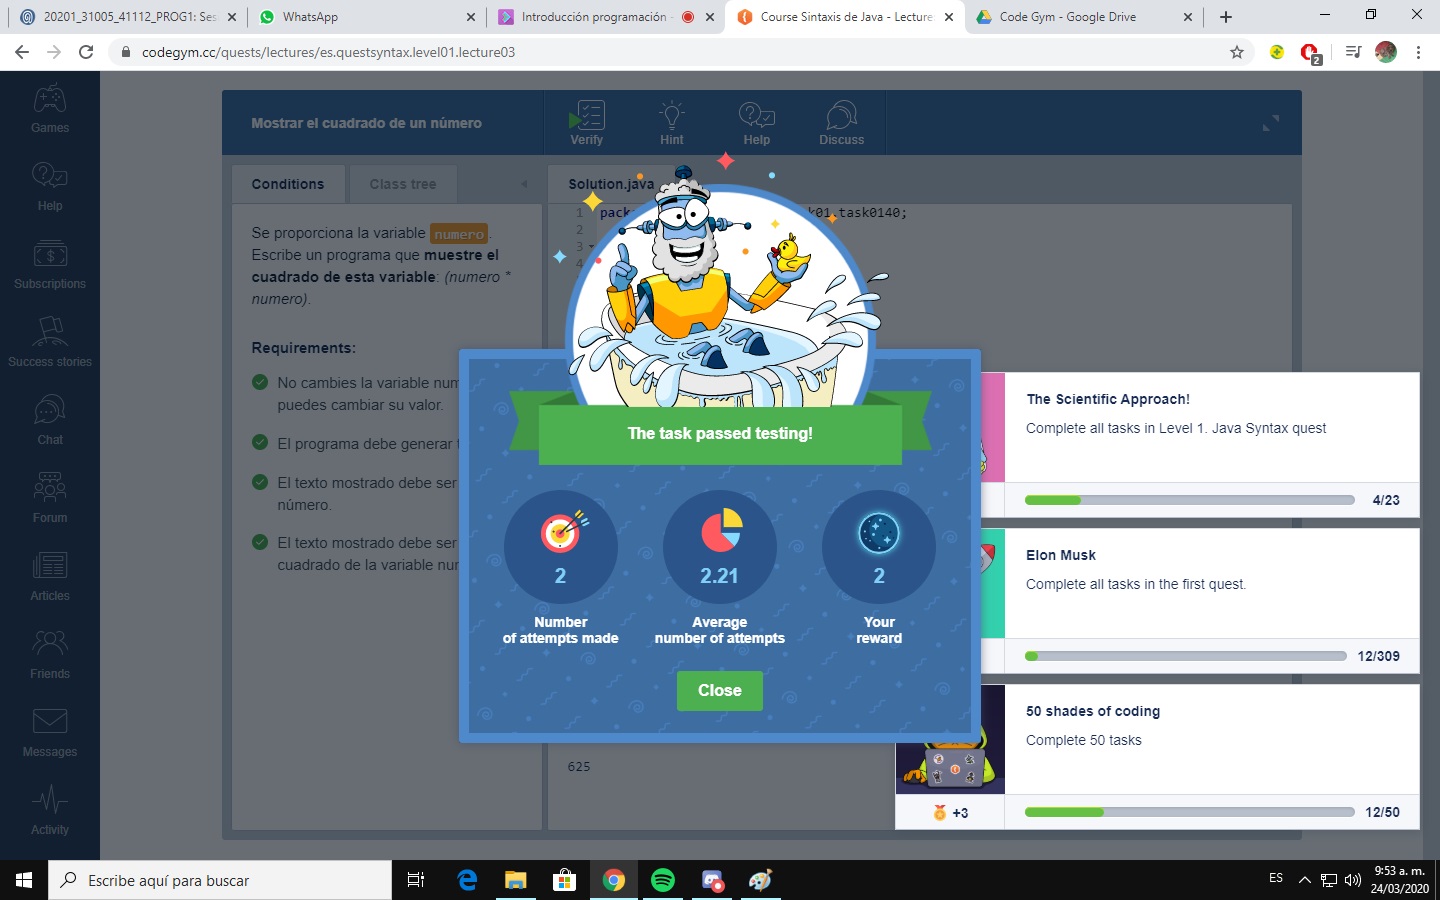 20201_31005_41112_PROG1: Ses
WhatsApp
Introducción programación -
Course Sintaxis de Java - Lecture
Code Gym - Google Drive
codegym.cc/quests/lectures/es.questsyntax.level01.lecture03
2
Games
Help
Subscriptions
Success stories
Chat
Forum
Articles
Friends
Messages
Activity
Mostrar el cuadrado de un número
Verify
Hint
Help
Discuss
Conditions
Class tree
Solution.java
Se proporciona la variable numero.
Escribe un programa que muestre el
cuadrado de esta variable: (numero *
numero).
Requirements:
No cambies la variable num
puedes cambiar su valor.
El programa debe generar
El texto mostrado debe ser
número.
El texto mostrado debe ser
cuadrado de la variable nur
1
2
3
4
pack
k01.task0140;
625
The task passed testing!
2
Number
of attempts made
2.21
Average
number of attempts
2
Your
reward
Close
The Scientific Approach!
Complete all tasks in Level 1. Java Syntax quest
4/23
Elon Musk
Complete all tasks in the first quest.
12/309
50 shades of coding
Complete 50 tasks
+3
12/50
Escribe aquí para buscar
ES
9:53 a. m.
24/03/2020